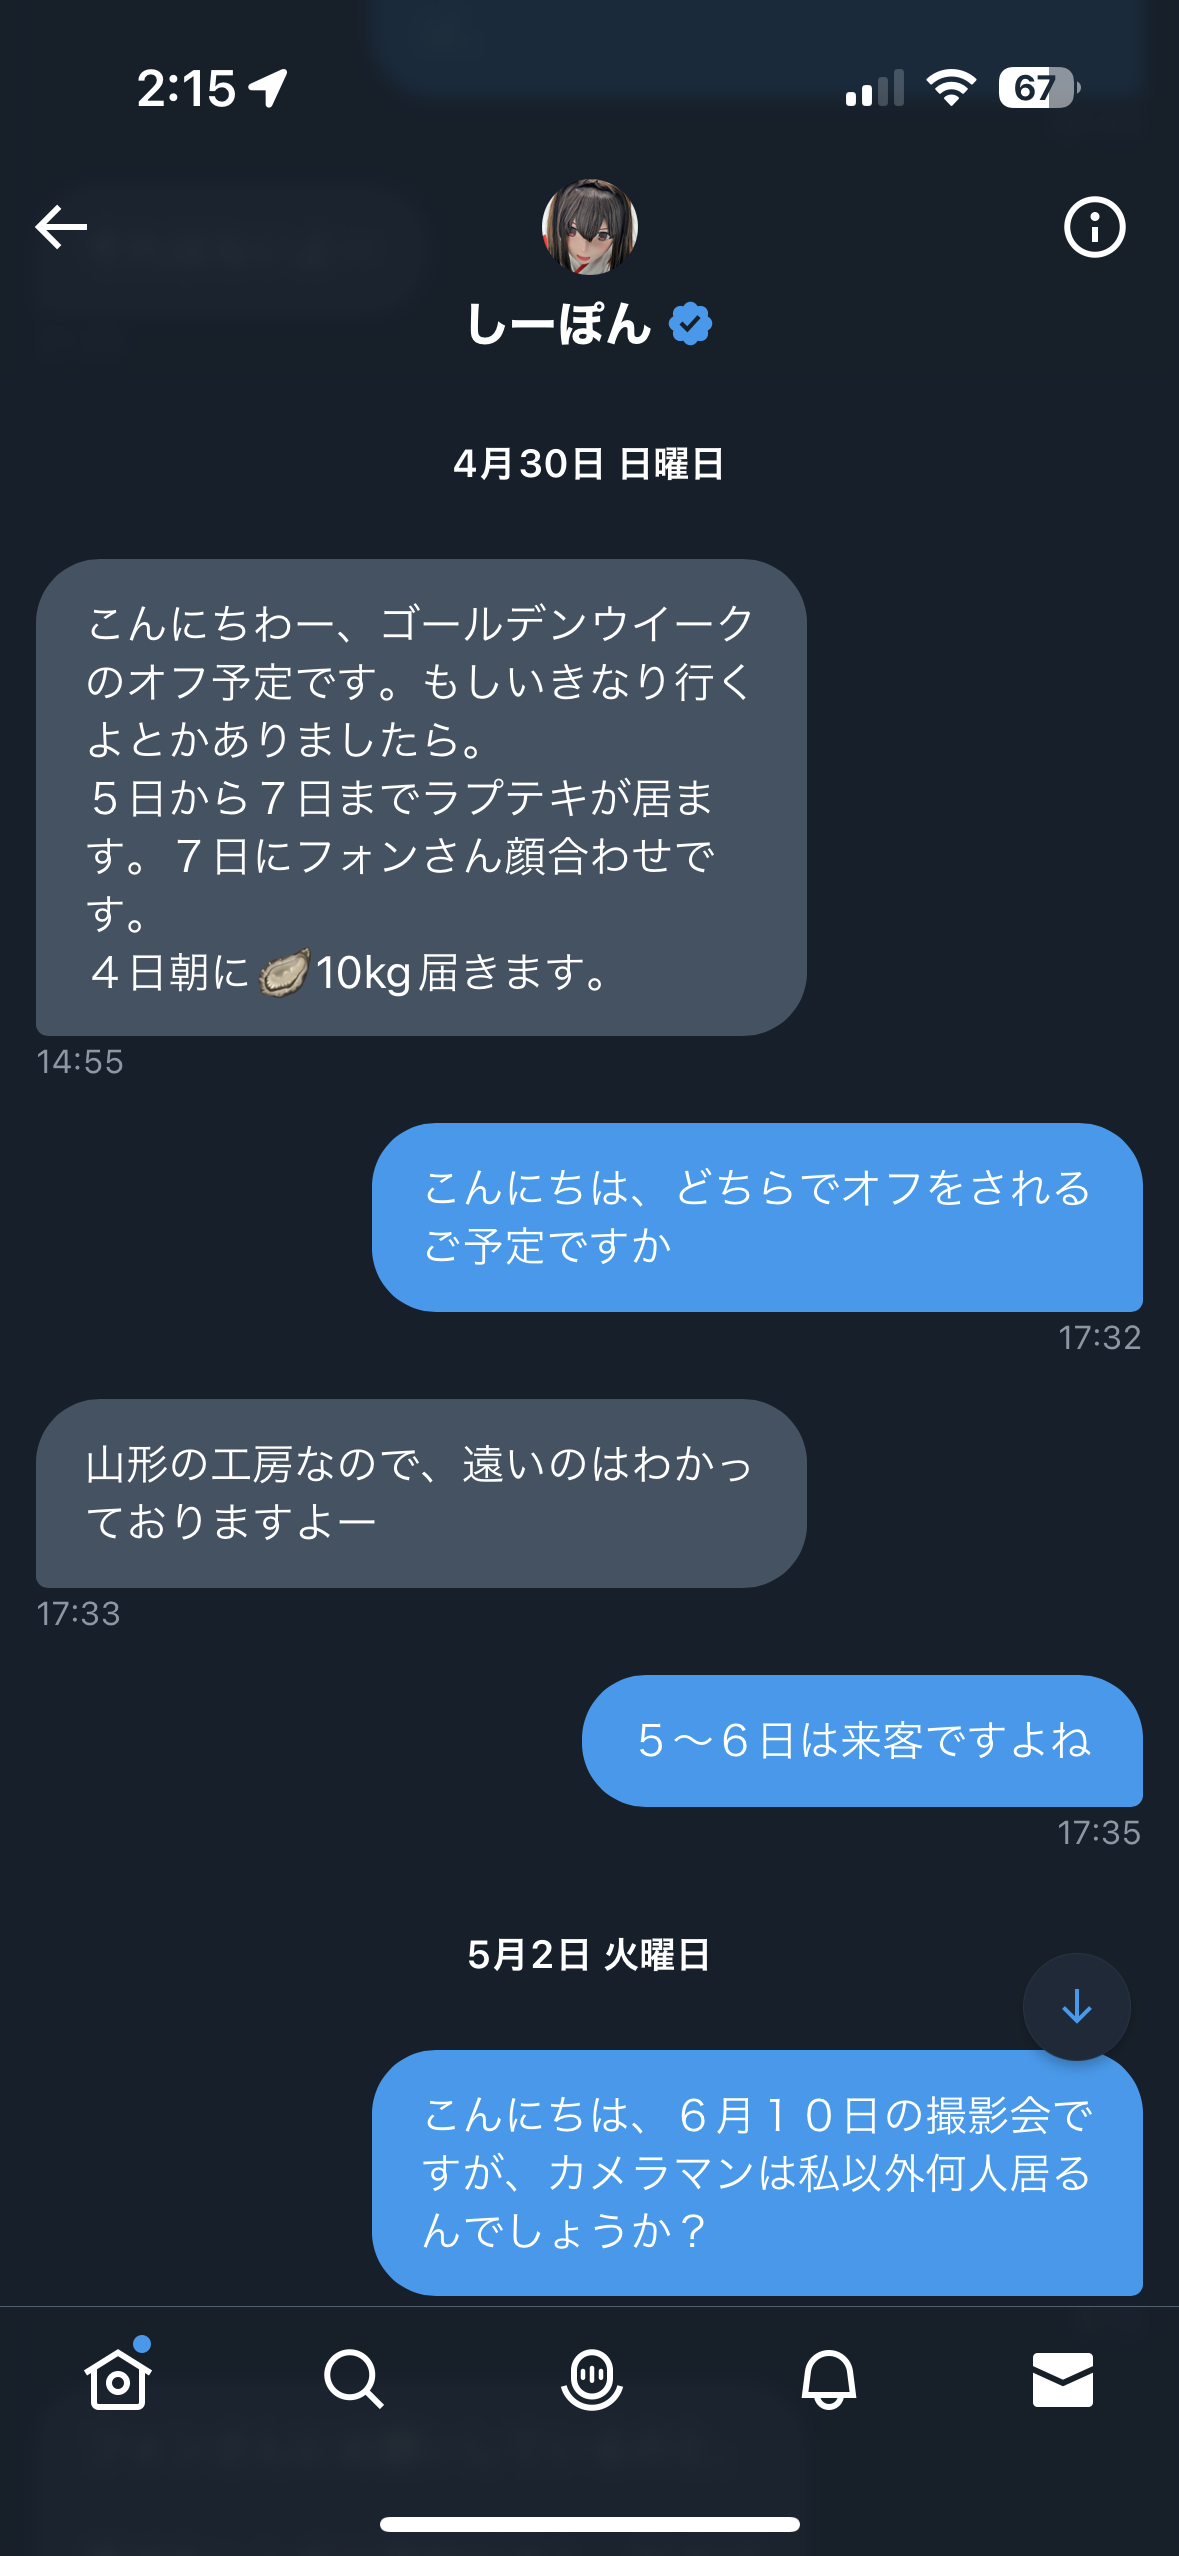 2:15
67
しーぽん
4月30日 日曜日
こんにちわー、ゴールデンウイーク
のオフ予定です。もしいきなり行く
よとかありましたら。
５日から７日までラプテキが居ま
す。７日にフォンさん顔合わせで
す。
４日朝に🦪10kg届きます。
14:55
こんにちは、どちらでオフをされる
ご予定ですか
17:32
山形の工房なので、遠いのはわかっ
ておりますよー
17:33
５〜６日は来客ですよね
17:35
5月2日 火曜日
こんにちは、６月１０日の撮影会で
すが、カメラマンは私以外何人居る
んでしょうか？